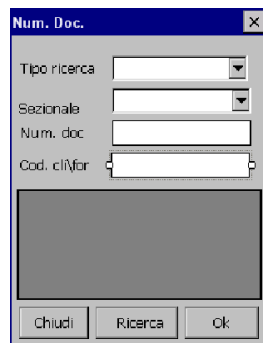 Num. Doc.
Tipo ricerca
Sezionale
Num. doc
Cod. cli\for
Chiudi Ricerca Ok